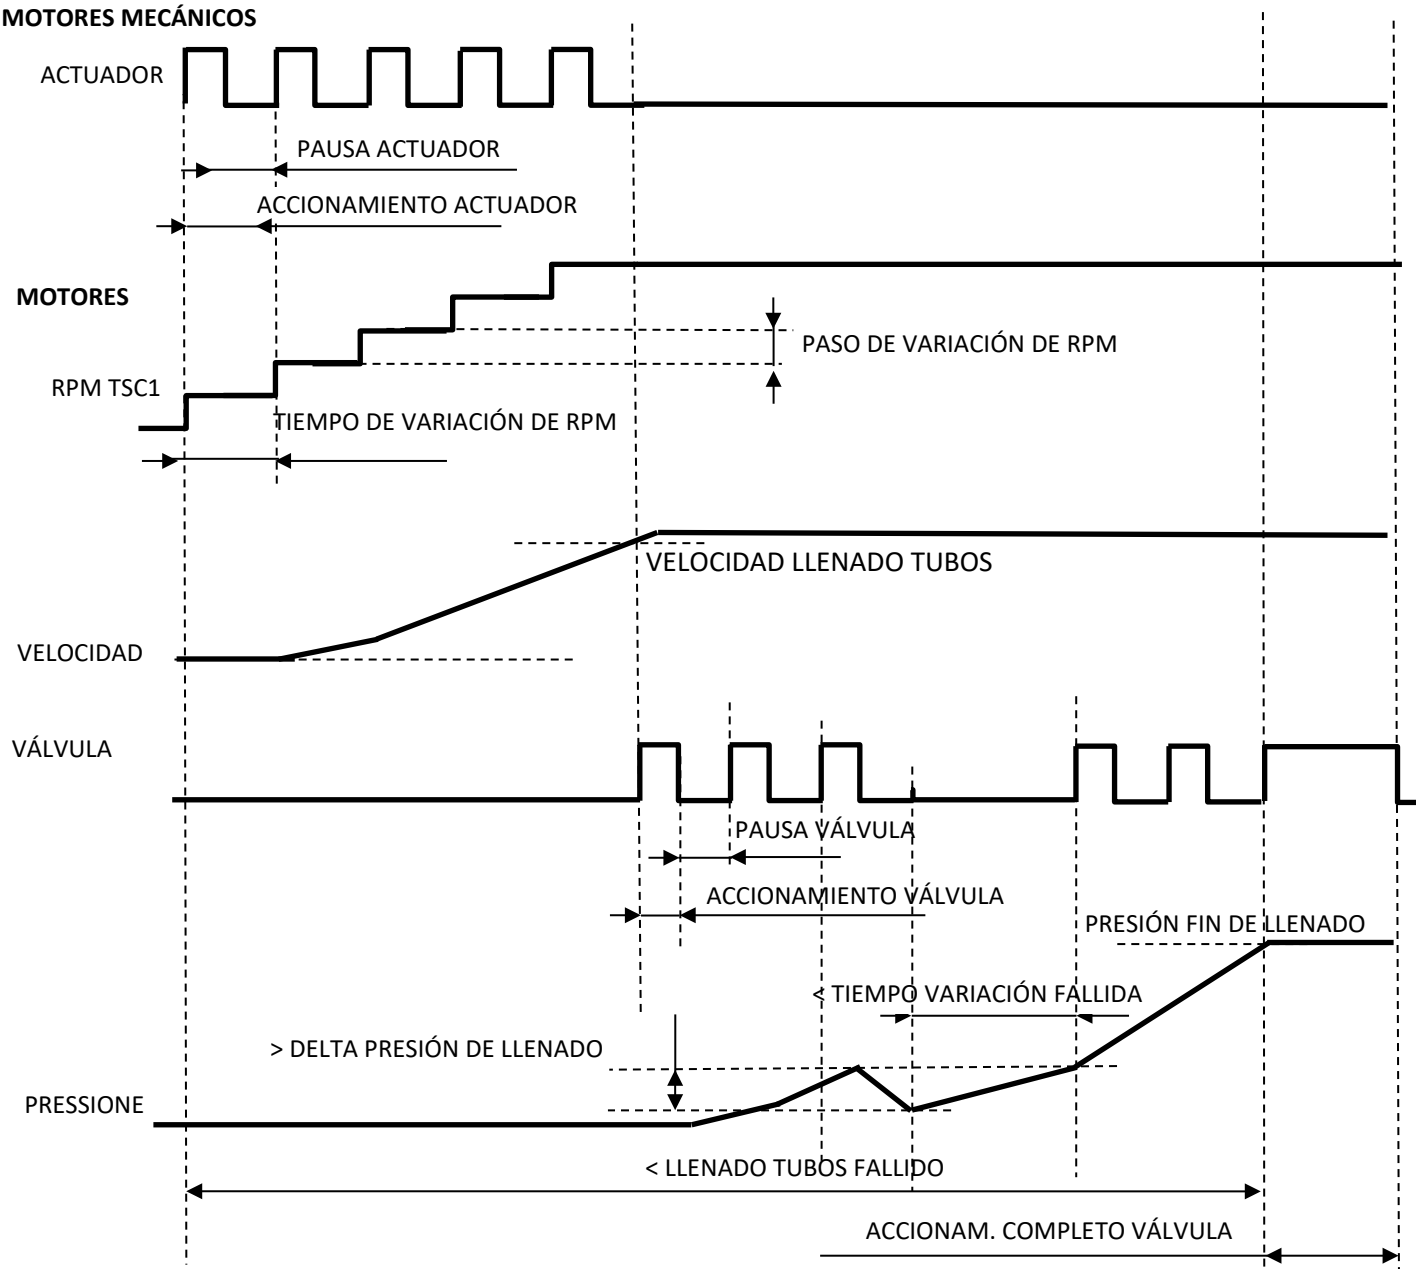 MOTORES MECÁNICOS
ACTUADOR
PAUSA ACTUADOR
ACCIONAMIENTO ACTUADOR
MOTORES
PASO DE VARIACIÓN DE RPM
RPM TSC1
TIEMPO DE VARIACIÓN DE RPM
VELOCIDAD LLENADO TUBOS
VELOCIDAD
VÁLVULA
PAUSA VÁLVULA
ACCIONAMIENTO VÁLVULA
PRESIÓN FIN DE LLENADO
< TIEMPO VARIACIÓN FALLIDA
> DELTA PRESIÓN DE LLENADO
PRESSIONE
< LLENADO TUBOS FALLIDO
ACCIONAM. COMPLETO VÁLVULA